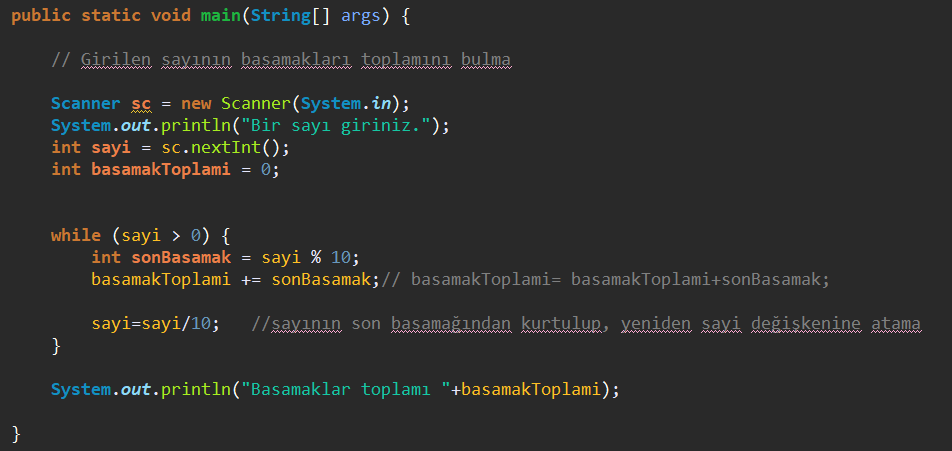 public static void main(String[] args) {
// Girilen sayının basamakları toplamını bulma
Scanner sc = new Scanner(System.in);
System.out.println("Bir sayı giriniz.");
int sayi = sc.nextInt();
int basamakToplami = 0;
while (sayi > 0) {
int sonBasamak = sayi % 10;
basamakToplami += sonBasamak;// basamakToplami= basamakToplami+sonBasamak;
sayi=sayi/10;   //sayının son basamağından kurtulup, yeniden sayi değişkenine atama
}
System.out.println("Basamaklar toplamı "+basamakToplami);
}